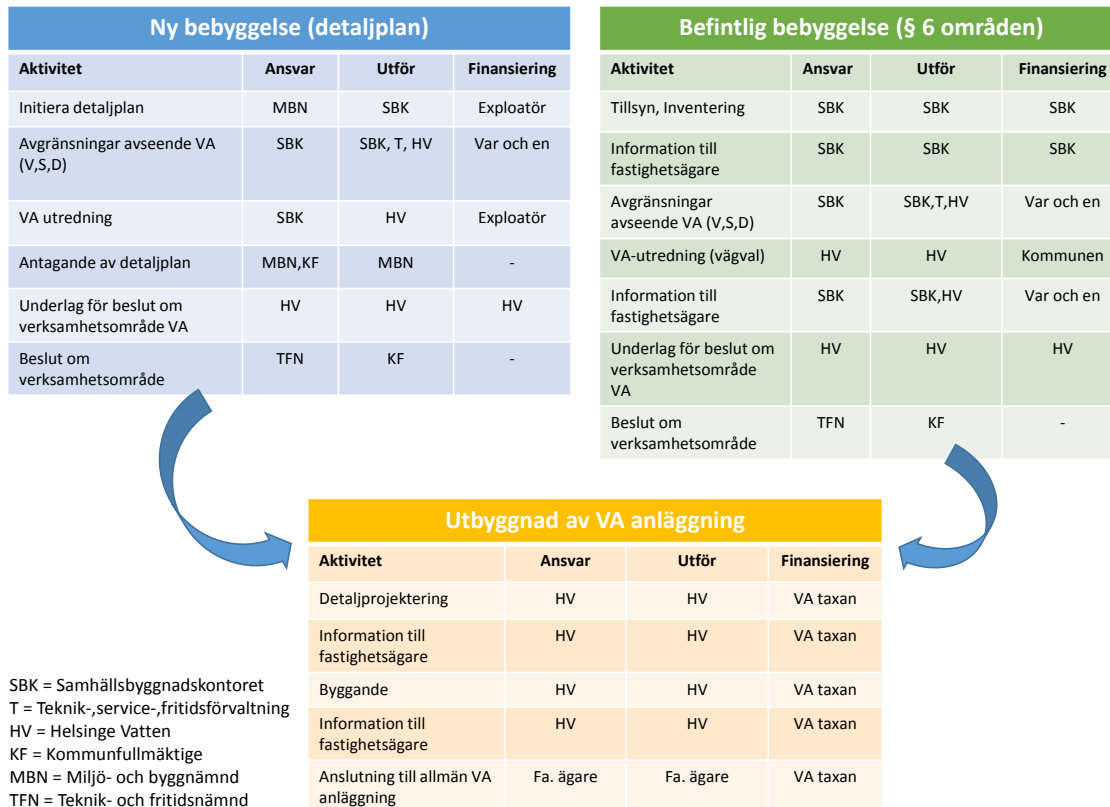 Ny bebyggelse (detaljplan)
Aktivitet Ansvar Utför Finansiering
Initiera detaljplan MBN SBK Exploatör
Avgränsningar avseende VA SBK SBK, T, HV Var och en
(V,S,D)
VA utredning SBK HV Exploatör
Antagande av detaljplan MBN,KF MBN -
Underlag för beslut om HV HV HV
verksamhetsområde VA
Beslut om TFN KF -
verksamhetsområde
Befintlig bebyggelse (§ 6 områden)
Aktivitet Ansvar Utför Finansiering
Tillsyn, Inventering SBK SBK SBK
Information till SBK SBK SBK
fastighetsägare
Avgränsningar SBK SBK,T,HV Var och en
avseende VA (V,S,D)
VA-utredning (vägval) HV HV Kommunen
Information till SBK SBK,HV Var och en
fastighetsägare
Underlag för beslut om HV HV HV
verksamhetsområde
VA
Beslut om TFN KF -
verksamhetsområde
Utbyggnad av VA anläggning
Aktivitet Ansvar Utför Finansiering
Detaljprojektering HV HV VA taxan
Information till HV HV VA taxan
fastighetsägare
Byggande HV HV VA taxan
Information till HV HV VA taxan
fastighetsägare
Anslutning till allmän VA Fa. ägare Fa. ägare VA taxan
anläggning
SBK = Samhällsbyggnadskontoret
T = Teknik-,service-,fritidsförvaltning
HV = Helsinge Vatten
KF = Kommunfullmäktige
MBN = Miljö- och byggnämnd
TFN = Teknik- och fritidsnämnd